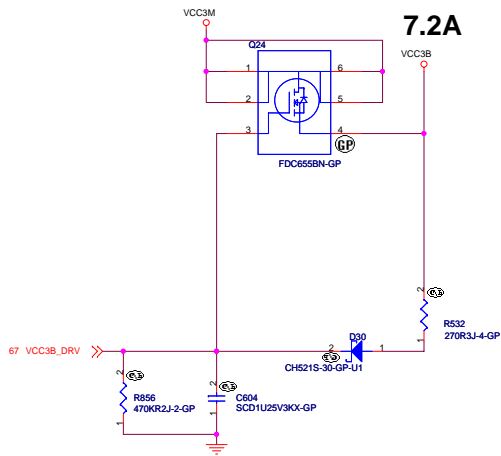 VCC3M
7.2A
Q24
VCC3B
1
6
2
5
3
4
GP
FDC655BN-GP
2
R532
270R3J-4-GP
1
67 VCC3B_DRV
D30
2
1
CH521S-30-GP-U1
2
R856
470KR2J-2-GP
1
2
C604
SCD1U25V3KX-GP
1